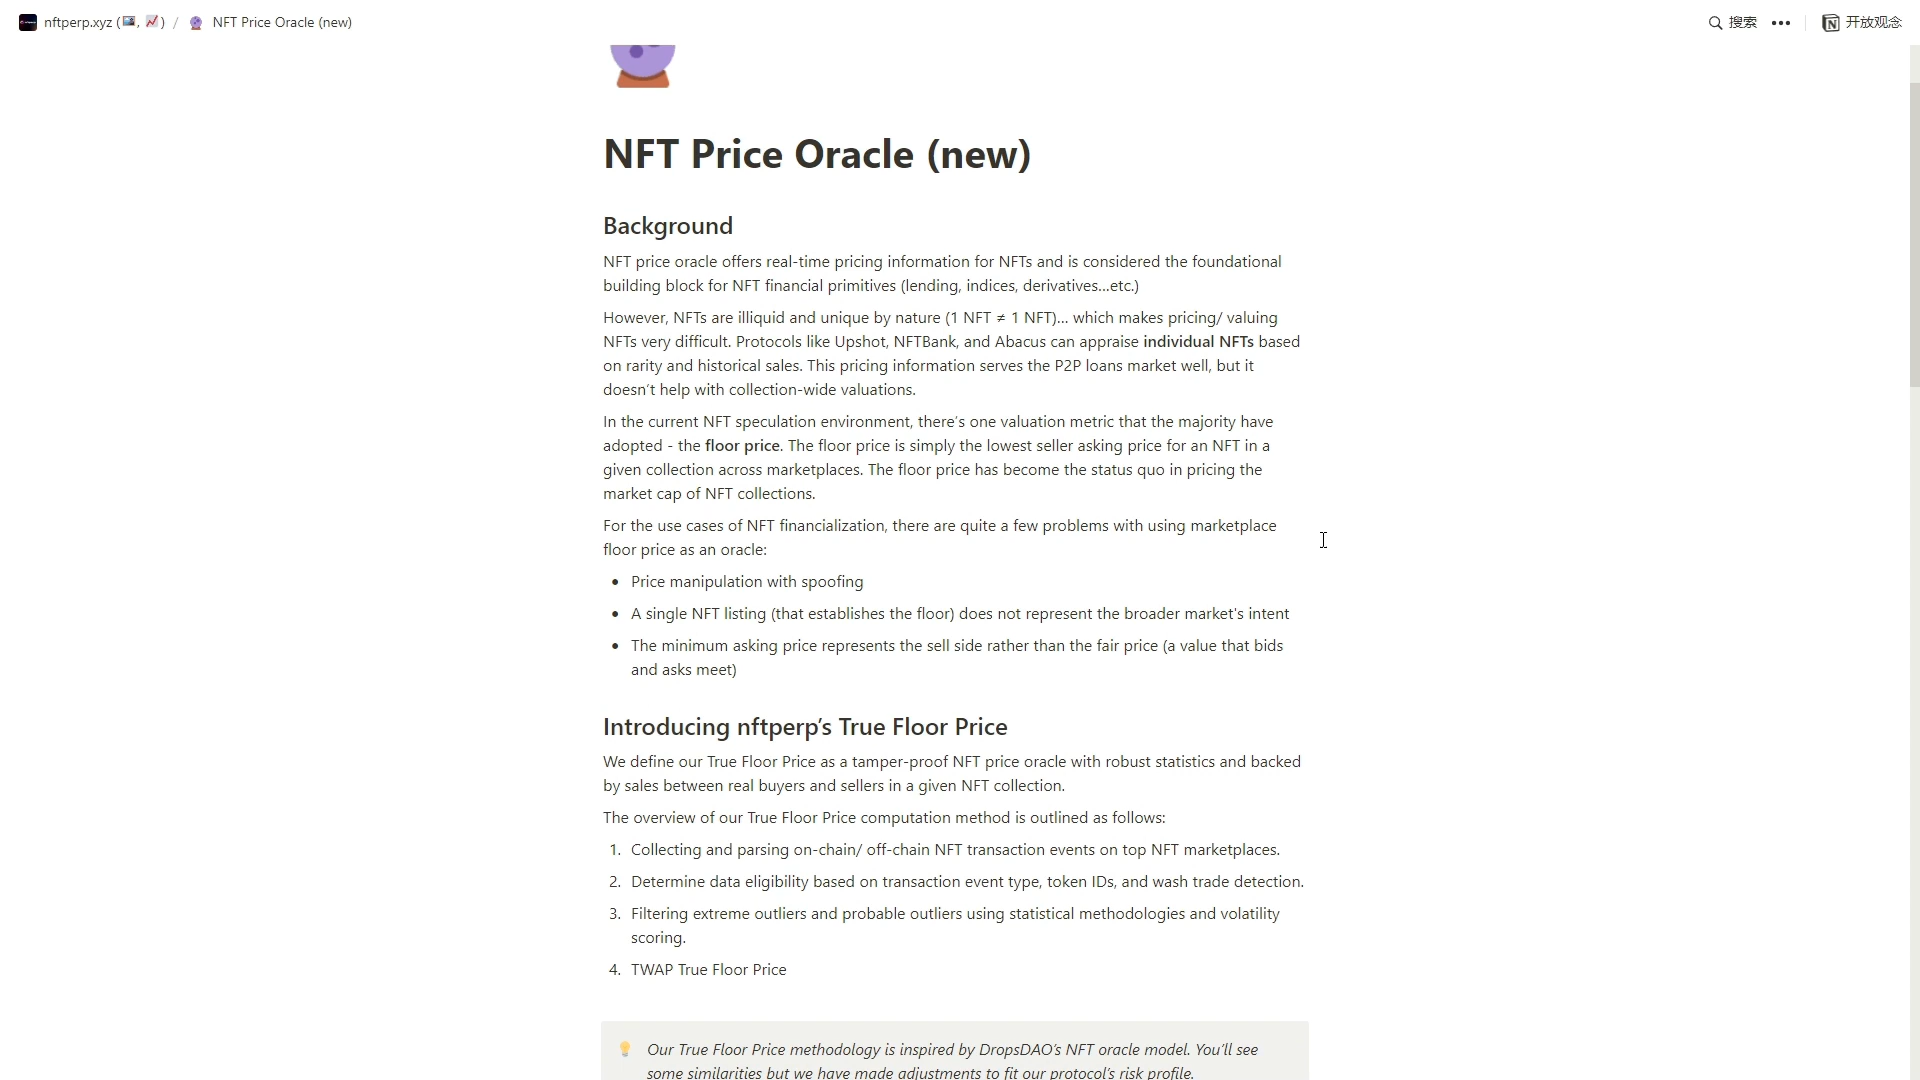 nftperp.xyz (🌌, 📈) / NFT Price Oracle (new)
搜索 ••• 开放观念
NFT Price Oracle (new)
Background
NFT price oracle offers real-time pricing information for NFTs and is considered the foundational
building block for NFT financial primitives (lending, indices, derivatives...etc.)
However, NFTs are illiquid and unique by nature (1 NFT ≠ 1 NFT)... which makes pricing/ valuing
NFTs very difficult. Protocols like Upshot, NFTBank, and Abacus can appraise individual NFTs based
on rarity and historical sales. This pricing information serves the P2P loans market well, but it
doesn't help with collection-wide valuations.
In the current NFT speculation environment, there's one valuation metric that the majority have
adopted - the floor price. The floor price is simply the lowest seller asking price for an NFT in a
given collection across marketplaces. The floor price has become the status quo in pricing the
market cap of NFT collections.
For the use cases of NFT financialization, there are quite a few problems with using marketplace
floor price as an oracle:
• Price manipulation with spoofing
• A single NFT listing (that establishes the floor) does not represent the broader market's intent
• The minimum asking price represents the sell side rather than the fair price (a value that bids
and asks meet)
Introducing nftperp's True Floor Price
We define our True Floor Price as a tamper-proof NFT price oracle with robust statistics and backed
by sales between real buyers and sellers in a given NFT collection.
The overview of our True Floor Price computation method is outlined as follows:
1. Collecting and parsing on-chain/ off-chain NFT transaction events on top NFT marketplaces.
2. Determine data eligibility based on transaction event type, token IDs, and wash trade detection.
3. Filtering extreme outliers and probable outliers using statistical methodologies and volatility
scoring.
4. TWAP True Floor Price
Our True Floor Price methodology is inspired by DropsDAO's NFT oracle model. You'll see
some similarities but we have made adjustments to fit our protocol's risk profile.